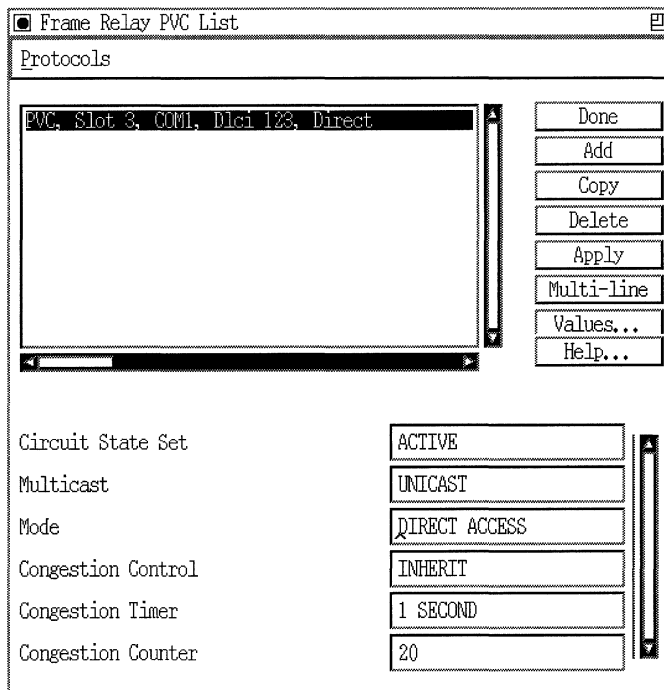 Frame Relay PVC List
Protocols
PVC, Slot 3, COM1, Dlci 123, Direct
Done
Add
Copy
Delete
Apply
Multi-line
Values...
Help...
Circuit State Set ACTIVE
Multicast UNICAST
Mode DIRECT ACCESS
Congestion Control INHERIT
Congestion Timer 1 SECOND
Congestion Counter 20